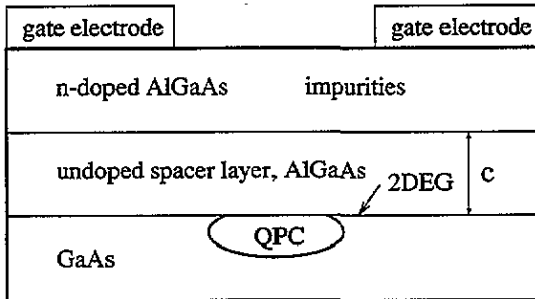 gate electrode
gate electrode
n-doped AlGaAs impurities
undoped spacer layer, AlGaAs
2DEG
c
QPC
GaAs